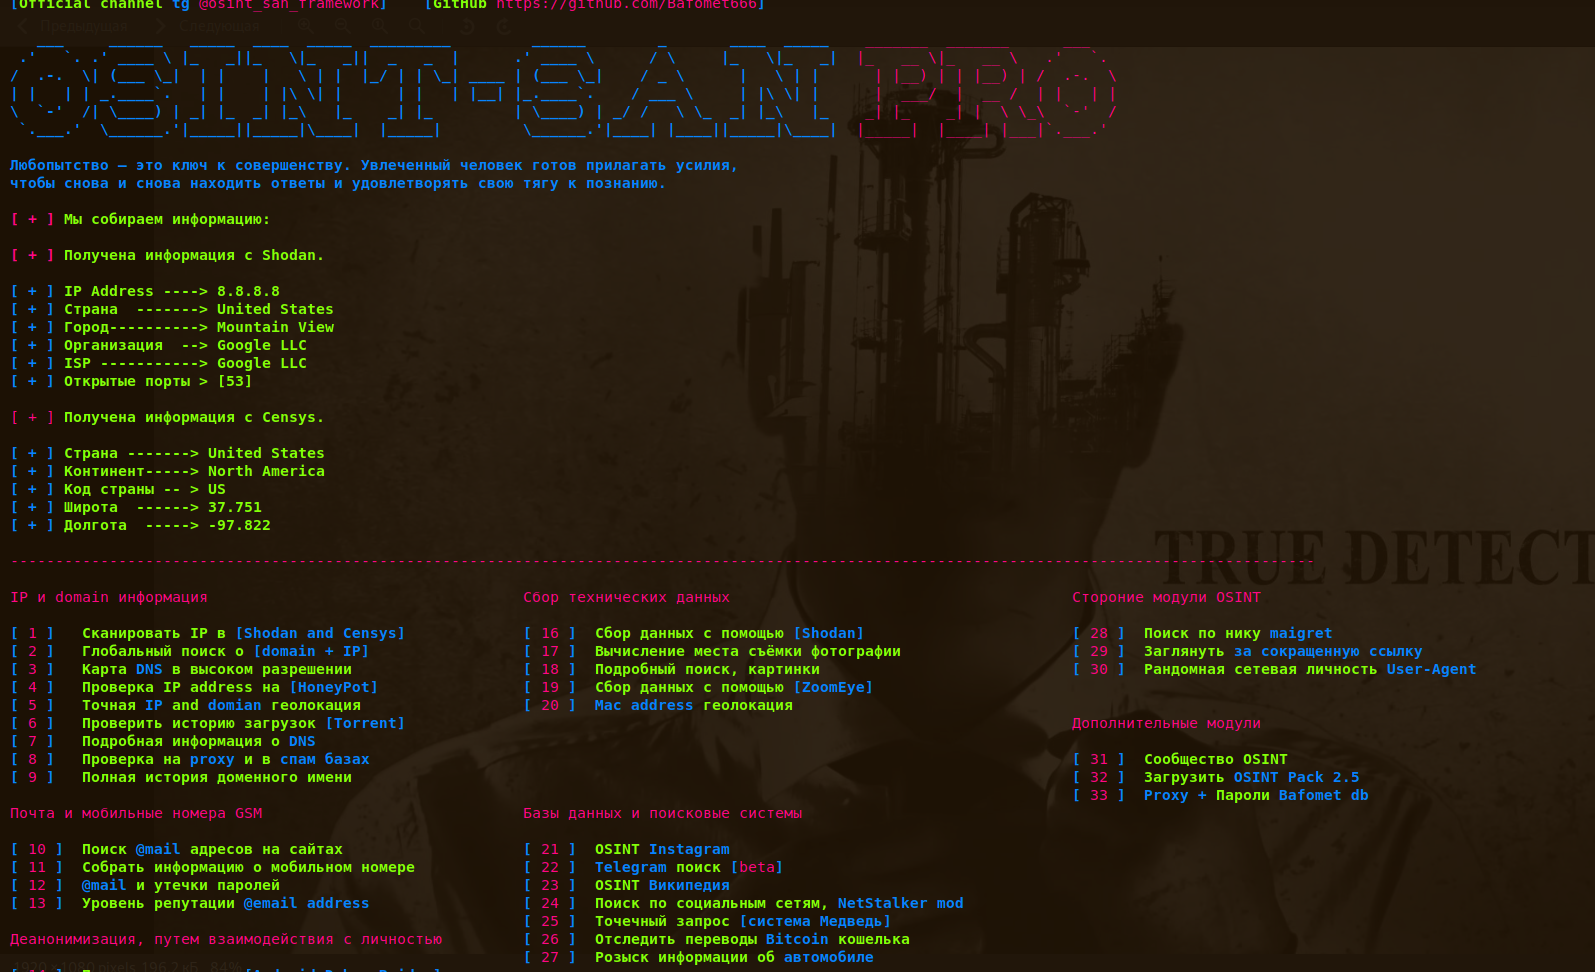 [Official channel tg @osint_san_framework]    [GitHub https://github.com/Bafomet666]
Предыдущая Следующая
OSINT-SAN PRO
Любопытство — это ключ к совершенству. Увлеченный человек готов прилагать усилия,
чтобы снова и снова находить ответы и удовлетворять свою тягу к познанию.
[ + ] Мы собираем информацию:
[ + ] Получена информация с Shodan.
[ + ] IP Address ----> 8.8.8.8
[ + ] Страна  -------> United States
[ + ] Город----------> Mountain View
[ + ] Организация  --> Google LLC
[ + ] ISP -----------> Google LLC
[ + ] Открытые порты > [53]
[ + ] Получена информация с Censys.
[ + ] Страна -------> United States
[ + ] Континент-----> North America
[ + ] Код страны -- > US
[ + ] Широта  ------> 37.751
[ + ] Долгота  -----> -97.822
TRUE DETECT
IP и domain информация
[ 1 ]   Сканировать IP в [Shodan and Censys]
[ 2 ]   Глобальный поиск о [domain + IP]
[ 3 ]   Карта DNS в высоком разрешении
[ 4 ]   Проверка IP address на [HoneyPot]
[ 5 ]   Точная IP and domian геолокация
[ 6 ]   Проверить историю загрузок [Torrent]
[ 7 ]   Подробная информация о DNS
[ 8 ]   Проверка на proxy и в спам базах
[ 9 ]   Полная история доменного имени
Почта и мобильные номера GSM
[ 10 ]  Поиск @mail адресов на сайтах
[ 11 ]  Собрать информацию о мобильном номере
[ 12 ]  @mail и утечки паролей
[ 13 ]  Уровень репутации @email address
Деанонимизация, путем взаимодействия с личностью
Сбор технических данных
[ 16 ]  Сбор данных с помощью [Shodan]
[ 17 ]  Вычисление места съёмки фотографии
[ 18 ]  Подробный поиск, картинки
[ 19 ]  Сбор данных с помощью [ZoomEye]
[ 20 ]  Mac address геолокация
Базы данных и поисковые системы
[ 21 ]  OSINT Instagram
[ 22 ]  Telegram поиск [beta]
[ 23 ]  OSINT Википедия
[ 24 ]  Поиск по социальным сетям, NetStalker mod
[ 25 ]  Точечный запрос [система Медведь]
[ 26 ]  Отследить переводы Bitcoin кошелька
[ 27 ]  Розыск информации об автомобиле
Стороние модули OSINT
[ 28 ]  Поиск по нику maigret
[ 29 ]  Заглянуть за сокращенную ссылку
[ 30 ]  Рандомная сетевая личность User-Agent
Дополнительные модули
[ 31 ]  Сообщество OSINT
[ 32 ]  Загрузить OSINT Pack 2.5
[ 33 ]  Proxy + Пароли Bafomet db